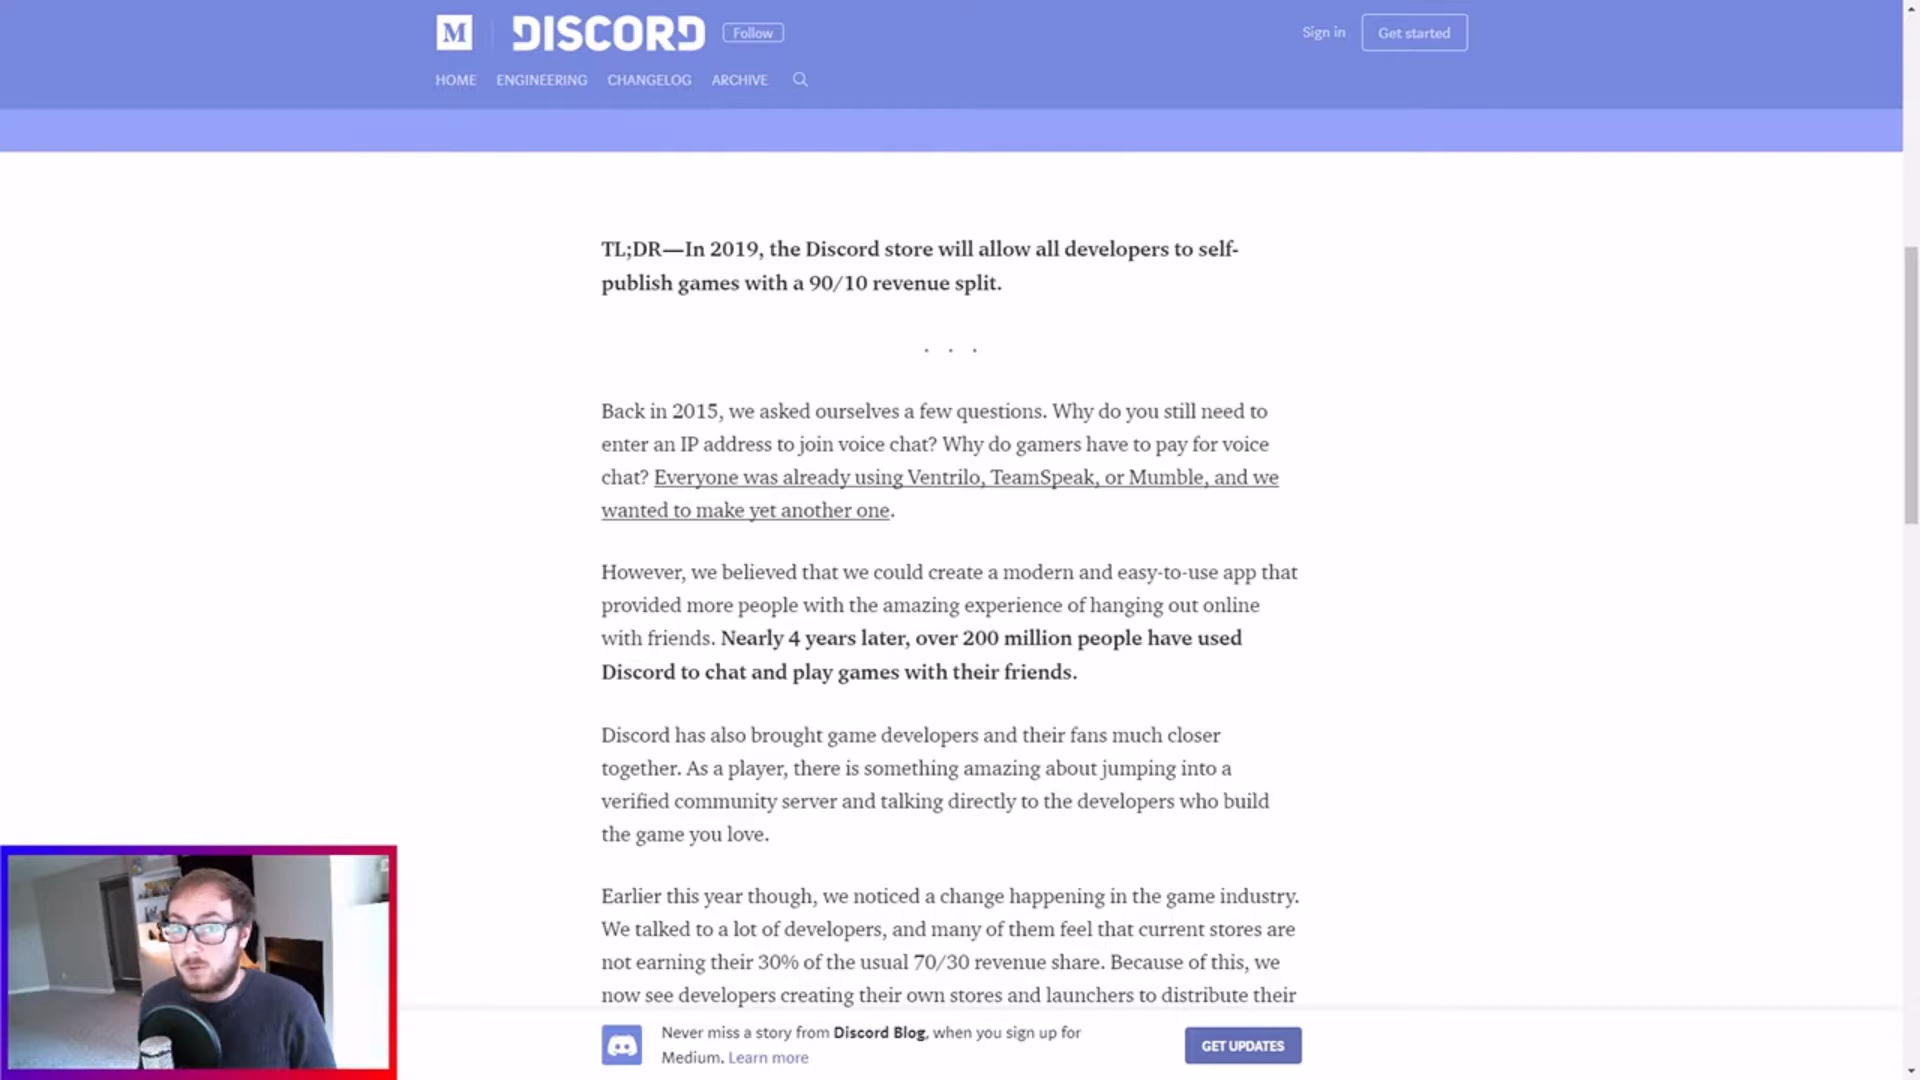 M DISCORD Follow Sign in Get started
HOME ENGINEERING CHANGELOG ARCHIVE
TL;DR—In 2019, the Discord store will allow all developers to self-
publish games with a 90/10 revenue split.
. . .
Back in 2015, we asked ourselves a few questions. Why do you still need to
enter an IP address to join voice chat? Why do gamers have to pay for voice
chat? Everyone was already using Ventrilo, TeamSpeak, or Mumble, and we
wanted to make yet another one.
However, we believed that we could create a modern and easy-to-use app that
provided more people with the amazing experience of hanging out online
with friends. Nearly 4 years later, over 200 million people have used
Discord to chat and play games with their friends.
Discord has also brought game developers and their fans much closer
together. As a player, there is something amazing about jumping into a
verified community server and talking directly to the developers who build
the game you love.
Earlier this year though, we noticed a change happening in the game industry.
We talked to a lot of developers, and many of them feel that current stores are
not earning their 30% of the usual 70/30 revenue share. Because of this, we
now see developers creating their own stores and launchers to distribute their
Never miss a story from Discord Blog, when you sign up for
Medium. Learn more
GET UPDATES